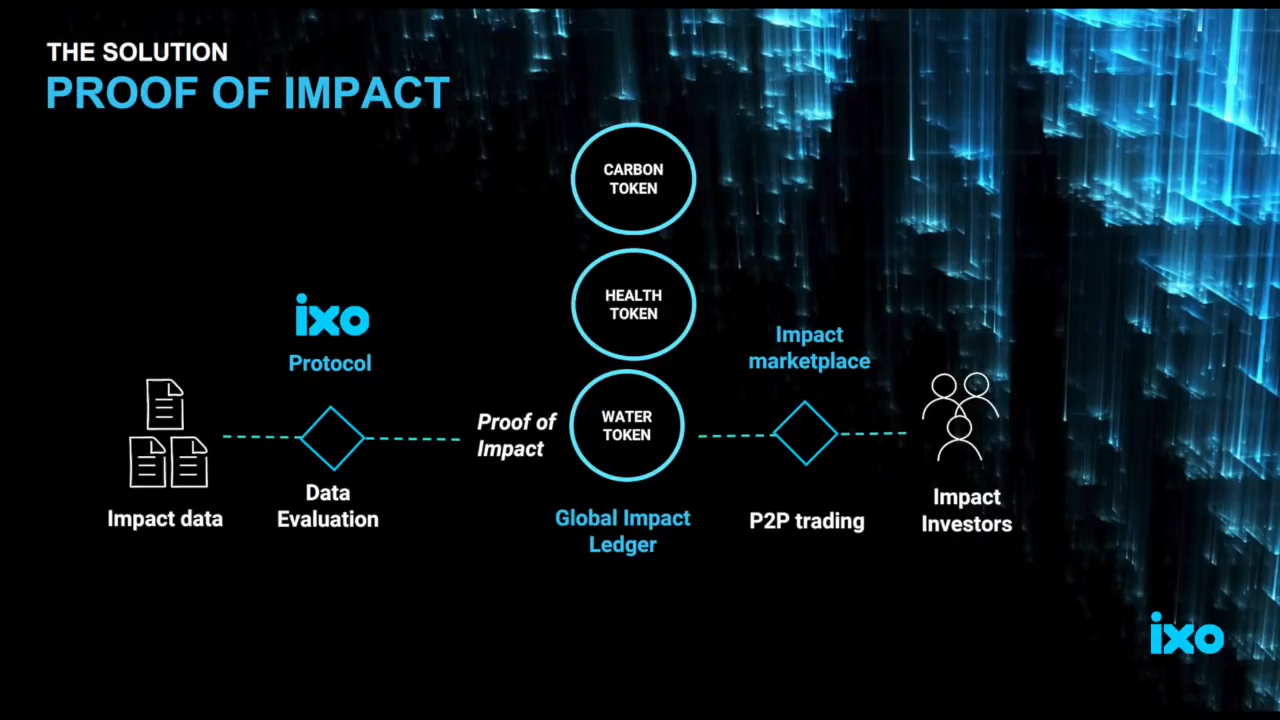 THE SOLUTION
PROOF OF IMPACT
CARBON
TOKEN
HEALTH
TOKEN
ixo
Protocol
Impact
marketplace
Proof of
Impact
WATER
TOKEN
Impact data
Data
Evaluation
Global Impact
Ledger
P2P trading
Impact
Investors
ixo